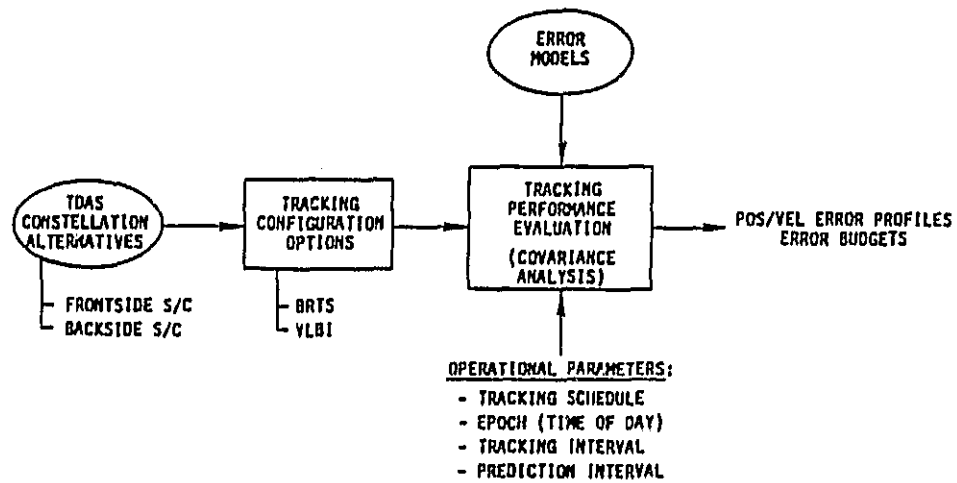 ERROR
MODELS
TDAS
CONSTELLATION
ALTERNATIVES
FRONTSIDE S/C
BACKSIDE S/C
TRACKING
CONFIGURATION
OPTIONS
BRTS
VLBI
TRACKING
PERFORMANCE
EVALUATION
(COVARIANCE
ANALYSIS)
POS/VEL ERROR PROFILES
ERROR BUDGETS
OPERATIONAL PARAMETERS:
- TRACKING SCHEDULE
- EPOCH (TIME OF DAY)
- TRACKING INTERVAL
- PREDICTION INTERVAL